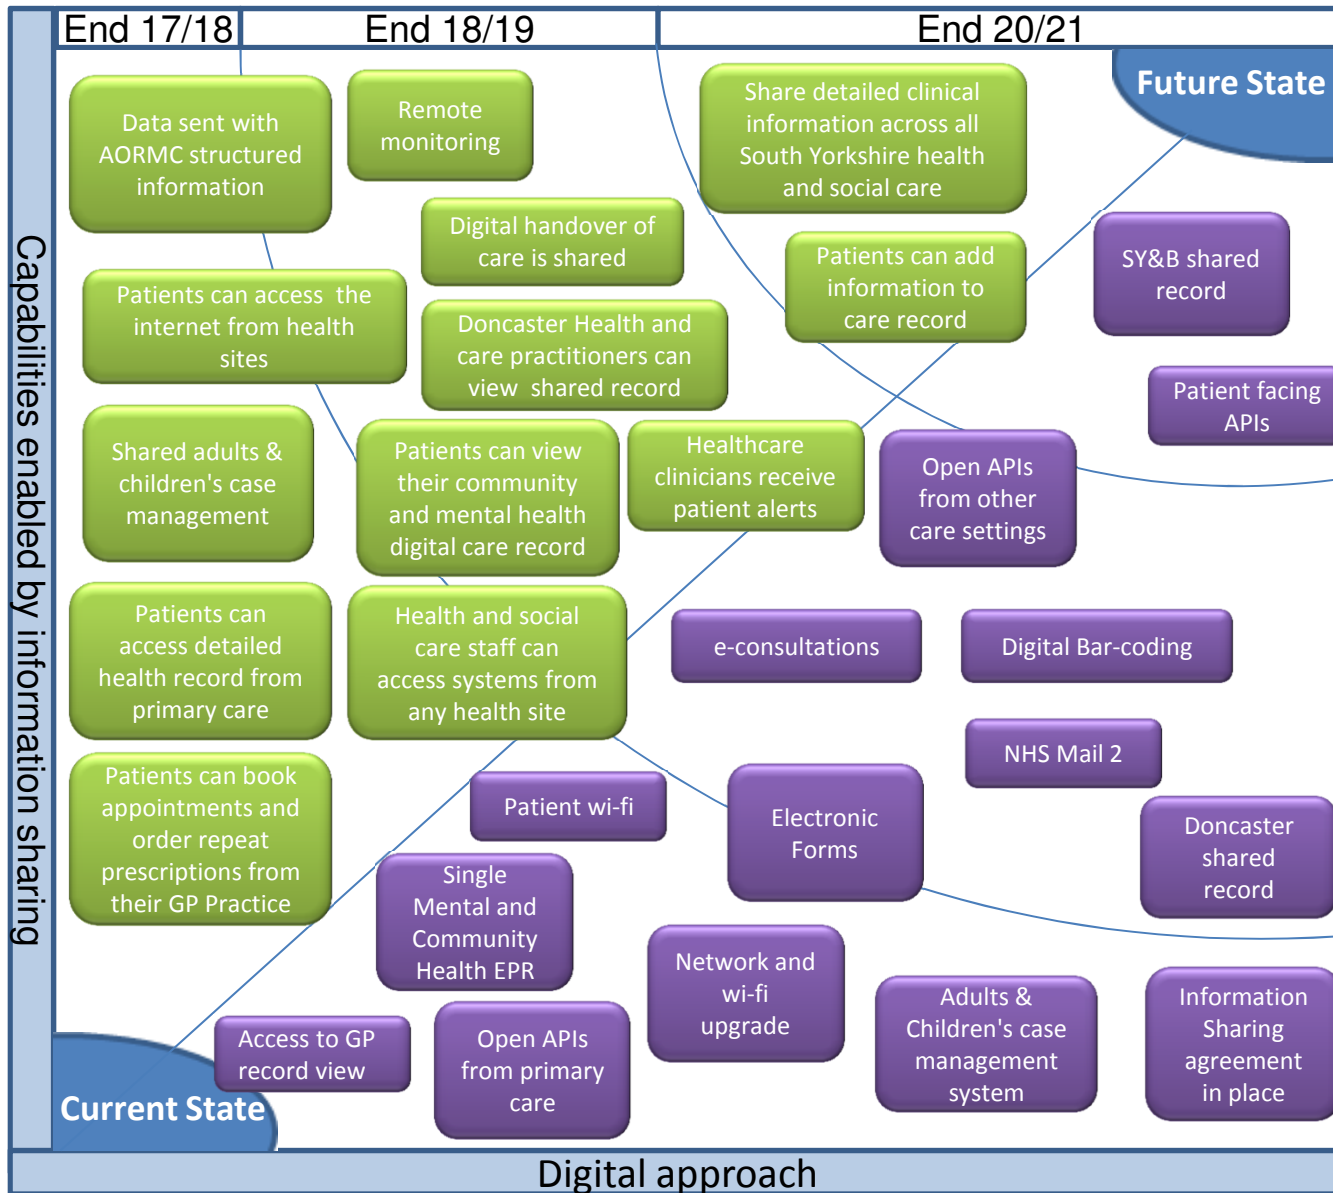 End 17/18
End 18/19
End 20/21
Future State
Data sent with
AORMC structured
information
Remote
monitoring
Share detailed clinical
information across all
South Yorkshire health
and social care
Digital handover of
care is shared
Patients can add
information to
care record
SY&B shared
record
Patients can access the
internet from health
sites
Doncaster Health and
care practitioners can
view shared record
Patient facing
APIs
Shared adults &
children's case
management
Patients can view
their community
and mental health
digital care record
Healthcare
clinicians receive
patient alerts
Open APIs
from other
care settings
Patients can
access detailed
health record from
primary care
Health and social
care staff can
access systems from
any health site
e-consultations
Digital Bar-coding
NHS Mail 2
Patients can book
appointments and
order repeat
prescriptions from
their GP Practice
Patient wi-fi
Electronic
Forms
Doncaster
shared
record
Single
Mental and
Community
Health EPR
Network and
wi-fi
upgrade
Adults &
Children's case
management
system
Information
Sharing
agreement
in place
Access to GP
record view
Open APIs
from primary
care
Current State
Capabilities enabled by information sharing
Digital approach